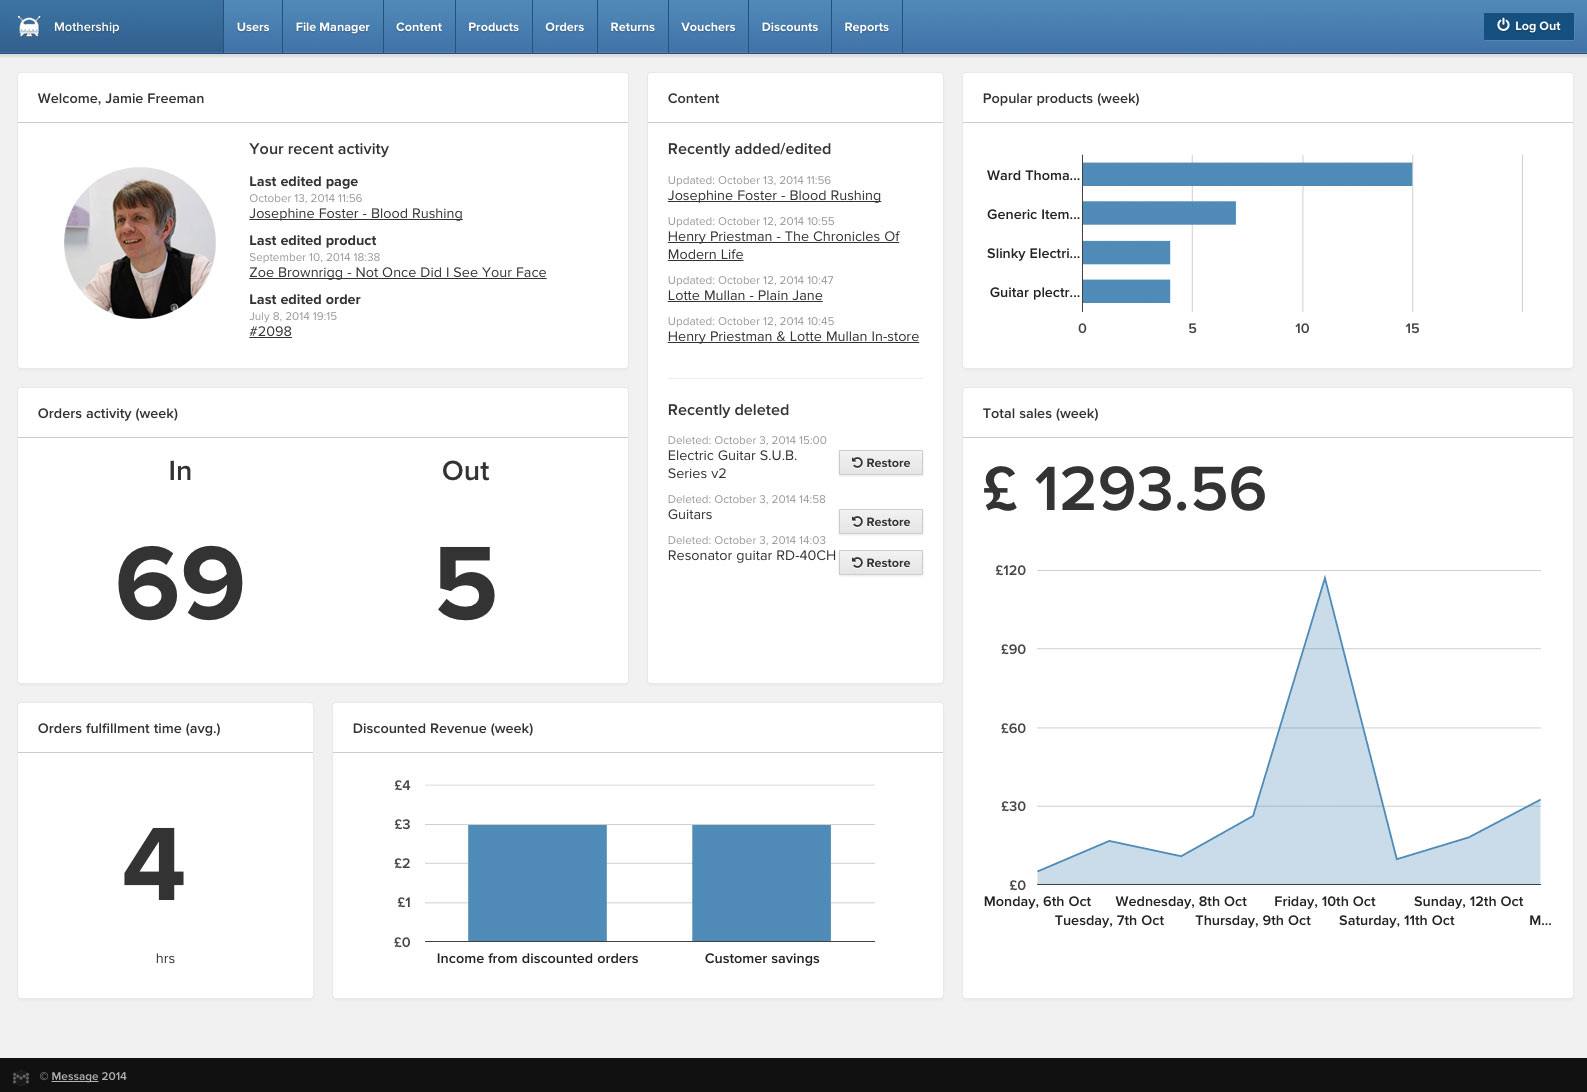 Mothership
Users
File Manager
Content
Products
Orders
Returns
Vouchers
Discounts
Reports
Log Out
Welcome, Jamie Freeman
Your recent activity
Last edited page
October 13, 2014 11:56
Josephine Foster - Blood Rushing
Last edited product
September 10, 2014 18:38
Zoe Brownrigg - Not Once Did I See Your Face
Last edited order
July 8, 2014 19:15
#2098
Content
Recently added/edited
Updated: October 13, 2014 11:56
Josephine Foster - Blood Rushing
Updated: October 12, 2014 10:55
Henry Priestman - The Chronicles Of
Modern Life
Updated: October 12, 2014 10:47
Lotte Mullan - Plain Jane
Updated: October 12, 2014 10:45
Henry Priestman & Lotte Mullan In-store
Recently deleted
Deleted: October 3, 2014 15:00
Electric Guitar S.U.B.
Series v2
Restore
Deleted: October 3, 2014 14:58
Guitars
Restore
Deleted: October 3, 2014 14:03
Resonator guitar RD-40CH
Restore
Popular products (week)
Ward Thoma...
Generic Item...
Slinky Electri...
Guitar plectr...
0 5 10 15
Orders activity (week)
In
Out
69
5
Total sales (week)
£ 1293.56
£120
£90
£60
£30
£0
Monday, 6th Oct Wednesday, 8th Oct Friday, 10th Oct Sunday, 12th Oct
Tuesday, 7th Oct Thursday, 9th Oct Saturday, 11th Oct M...
Orders fulfillment time (avg.)
4
hrs
Discounted Revenue (week)
£4
£3
£2
£1
£0
Income from discounted orders
Customer savings
© Message 2014